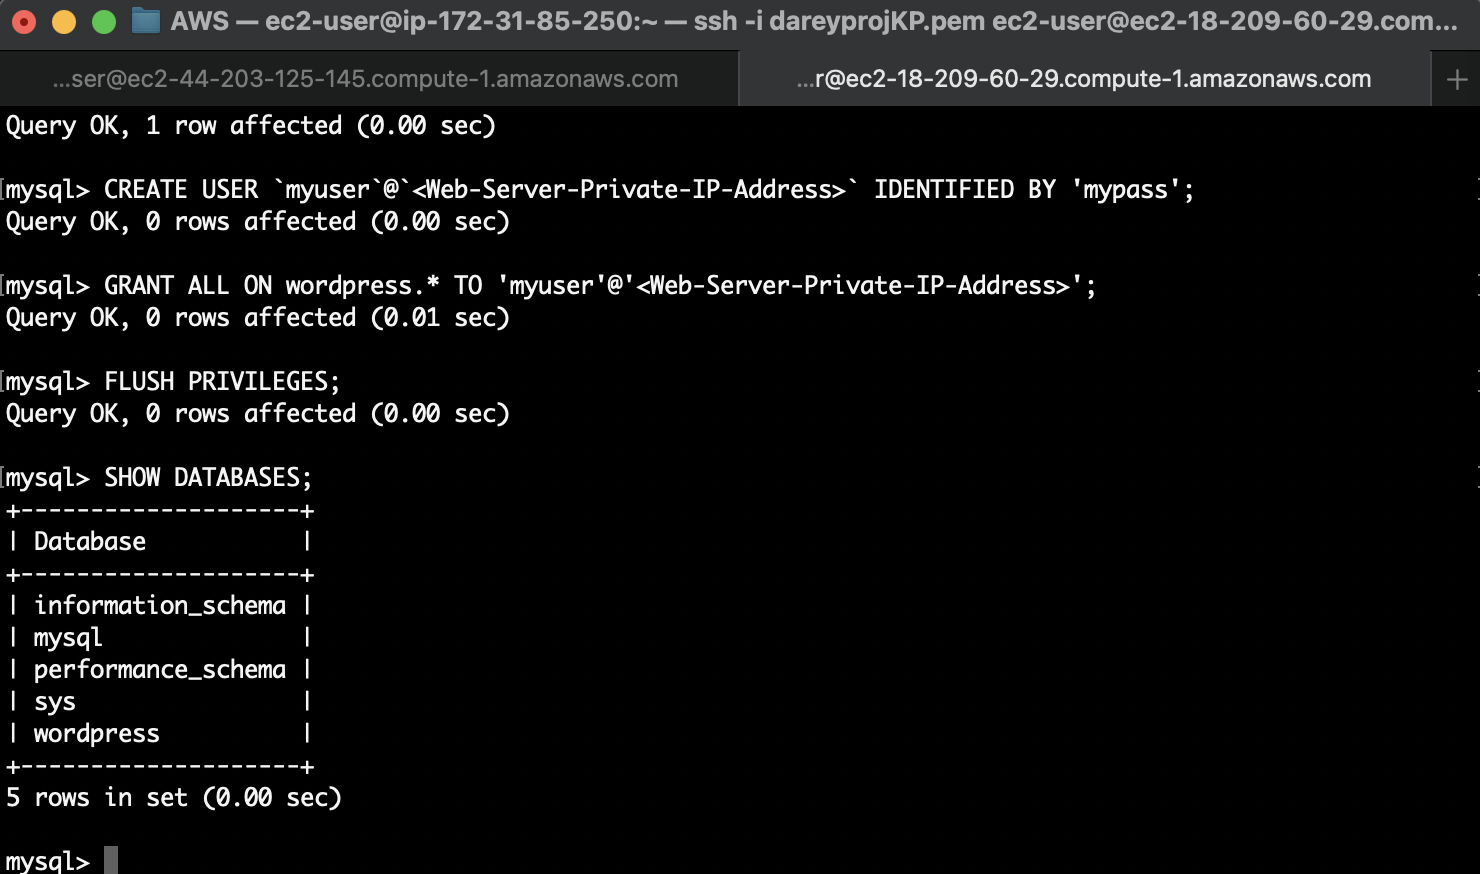 AWS — ec2-user@ip-172-31-85-250:~ — ssh -i dareyprojKP.pem ec2-user@ec2-18-209-60-29.com...
...ser@ec2-44-203-125-145.compute-1.amazonaws.com
...r@ec2-18-209-60-29.compute-1.amazonaws.com
+
Query OK, 1 row affected (0.00 sec)
[mysql> CREATE USER `myuser`@`<Web-Server-Private-IP-Address>` IDENTIFIED BY 'mypass';
Query OK, 0 rows affected (0.00 sec)
[mysql> GRANT ALL ON wordpress.* TO 'myuser'@'<Web-Server-Private-IP-Address>';
Query OK, 0 rows affected (0.01 sec)
[mysql> FLUSH PRIVILEGES;
Query OK, 0 rows affected (0.00 sec)
[mysql> SHOW DATABASES;
+--------------------+
| Database           |
+--------------------+
| information_schema |
| mysql              |
| performance_schema |
| sys                |
| wordpress          |
+--------------------+
5 rows in set (0.00 sec)
mysql>